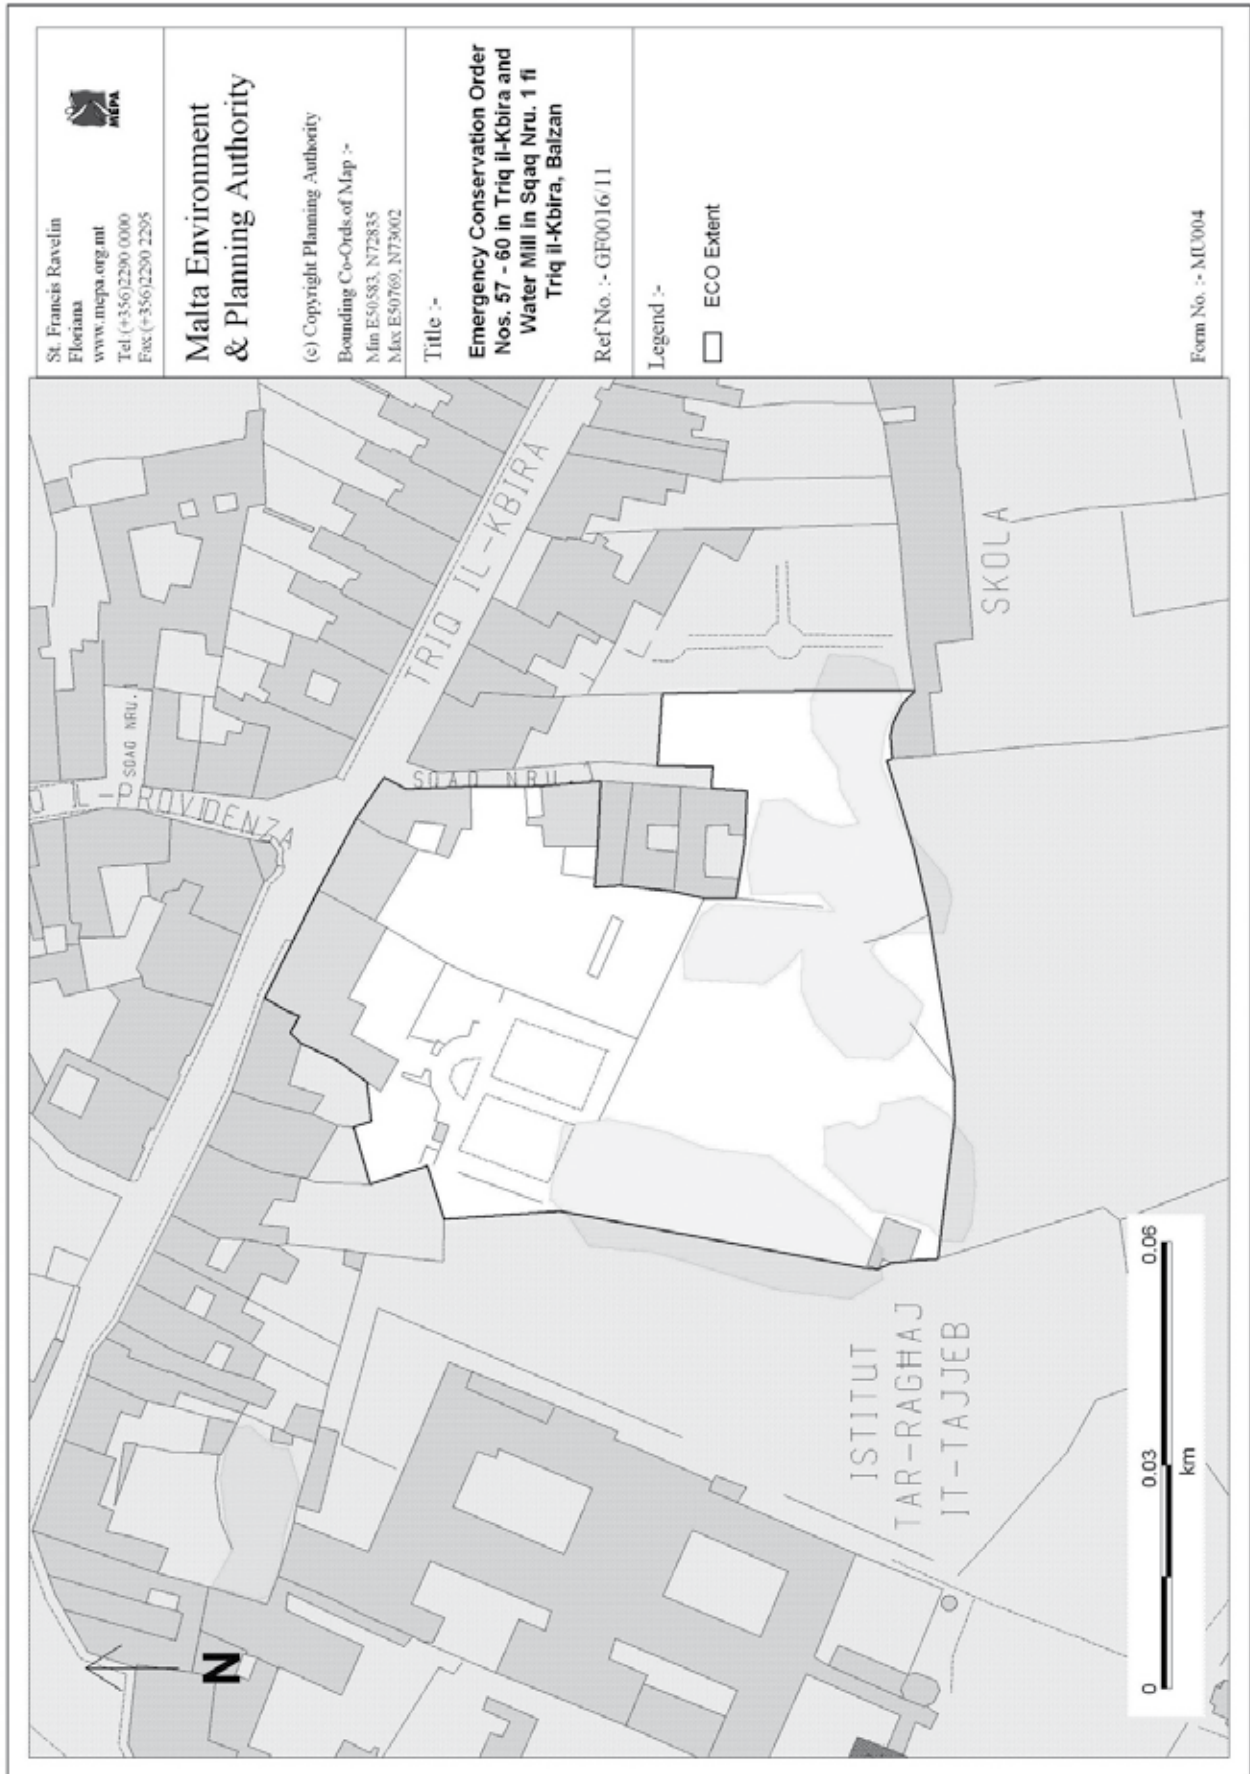 St. Francis Ravelin
Floriana
www.mepa.org.mt
Tel:(+356)2290 0000
Fax:(+356)2290 2295
MEPA
Malta Environment
& Planning Authority
(c) Copyright Planning Authority
Bounding Co-Ords.of Map :-
Min E50583, N72835
Max E50769, N73002
Title :-
Emergency Conservation Order
Nos. 57 - 60 in Triq il-Kbira and
Water Mill in Sqaq Nru. 1 fi
Triq il-Kbira, Balzan
Ref No. :- GF0016/11
Legend :-
ECO Extent
Form No. :- MU004
TRIQ IL-KBIRA
SQAQ NRU.
IL-PROVIDENZA
SQAQ NRU. 1
SKOLA
ISTITUT
TAR-RAGĦAJ
IT-TAJJEB
N
0 0.03 0.06
km